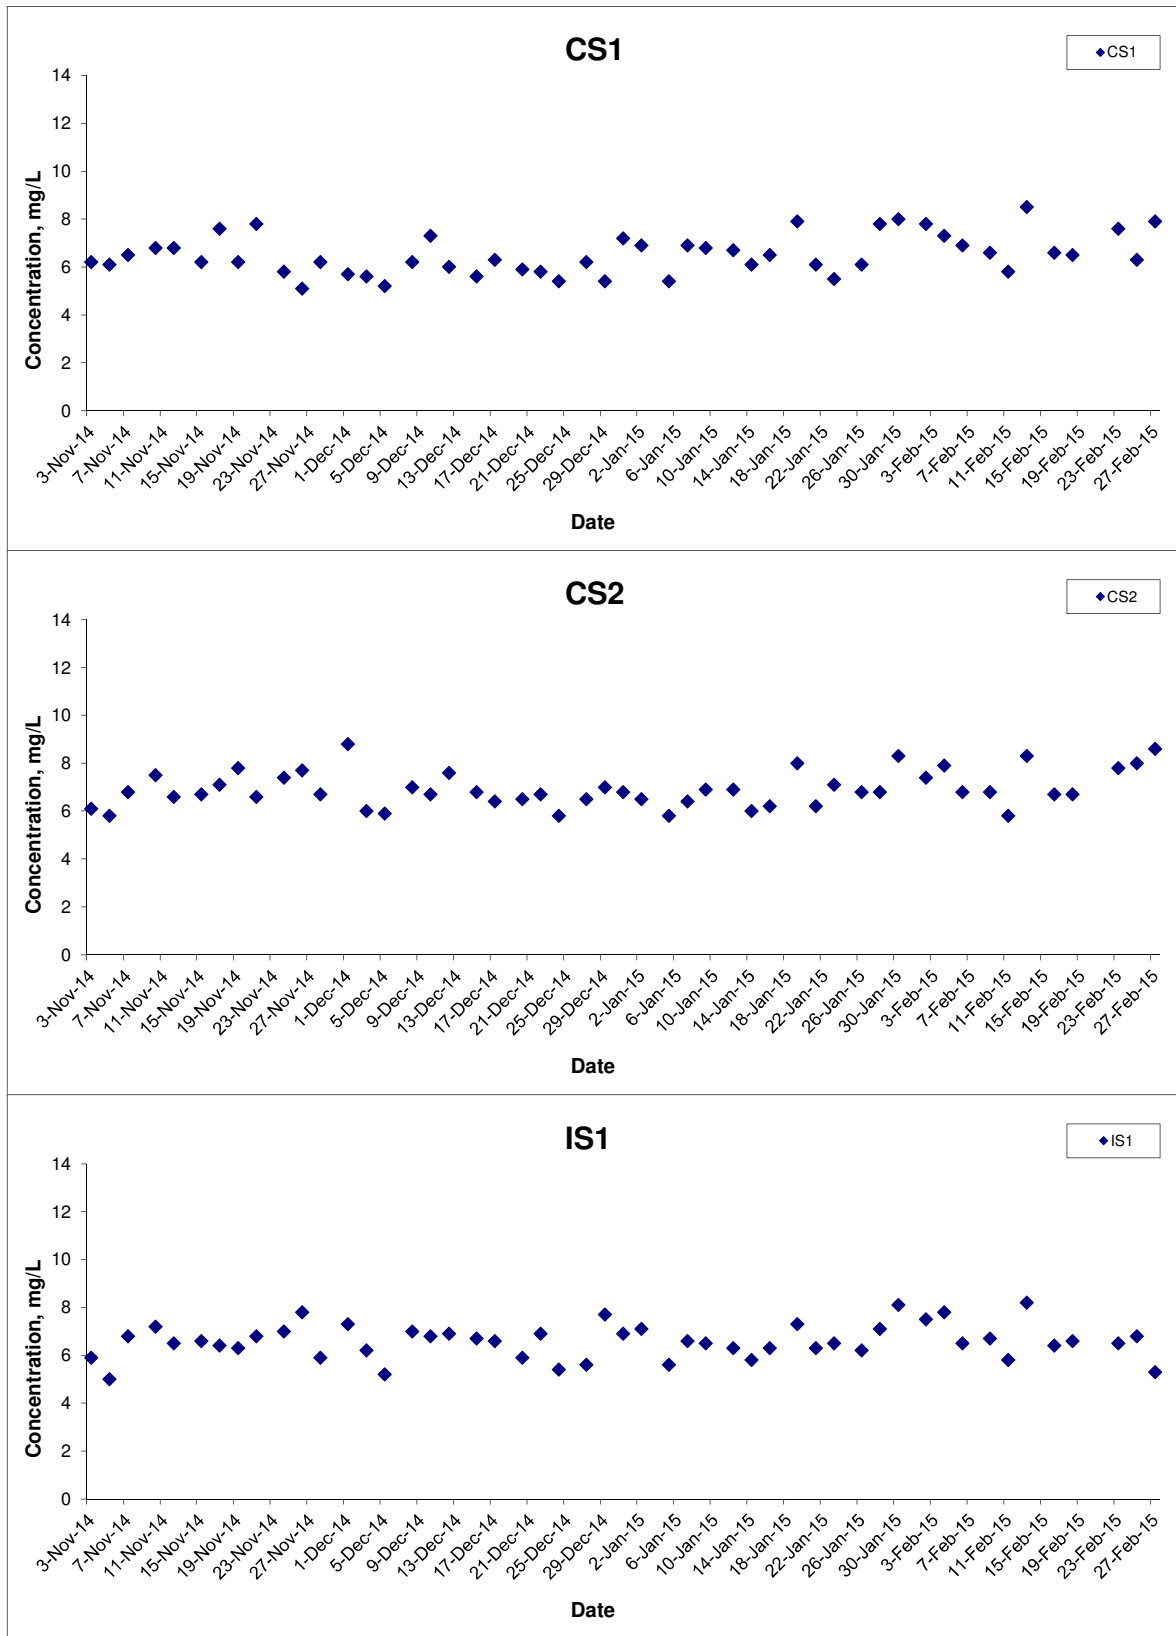 CS1
CS1
14
12
10
8
6
4
2
0
Concentration, mg/L
3-Nov-14
7-Nov-14
11-Nov-14
15-Nov-14
19-Nov-14
23-Nov-14
27-Nov-14
1-Dec-14
5-Dec-14
9-Dec-14
13-Dec-14
17-Dec-14
21-Dec-14
25-Dec-14
29-Dec-14
2-Jan-15
6-Jan-15
10-Jan-15
14-Jan-15
18-Jan-15
22-Jan-15
26-Jan-15
30-Jan-15
3-Feb-15
7-Feb-15
11-Feb-15
15-Feb-15
19-Feb-15
23-Feb-15
27-Feb-15
Date
CS2
CS2
14
12
10
8
6
4
2
0
Concentration, mg/L
3-Nov-14
7-Nov-14
11-Nov-14
15-Nov-14
19-Nov-14
23-Nov-14
27-Nov-14
1-Dec-14
5-Dec-14
9-Dec-14
13-Dec-14
17-Dec-14
21-Dec-14
25-Dec-14
29-Dec-14
2-Jan-15
6-Jan-15
10-Jan-15
14-Jan-15
18-Jan-15
22-Jan-15
26-Jan-15
30-Jan-15
3-Feb-15
7-Feb-15
11-Feb-15
15-Feb-15
19-Feb-15
23-Feb-15
27-Feb-15
Date
IS1
IS1
14
12
10
8
6
4
2
0
Concentration, mg/L
3-Nov-14
7-Nov-14
11-Nov-14
15-Nov-14
19-Nov-14
23-Nov-14
27-Nov-14
1-Dec-14
5-Dec-14
9-Dec-14
13-Dec-14
17-Dec-14
21-Dec-14
25-Dec-14
29-Dec-14
2-Jan-15
6-Jan-15
10-Jan-15
14-Jan-15
18-Jan-15
22-Jan-15
26-Jan-15
30-Jan-15
3-Feb-15
7-Feb-15
11-Feb-15
15-Feb-15
19-Feb-15
23-Feb-15
27-Feb-15
Date